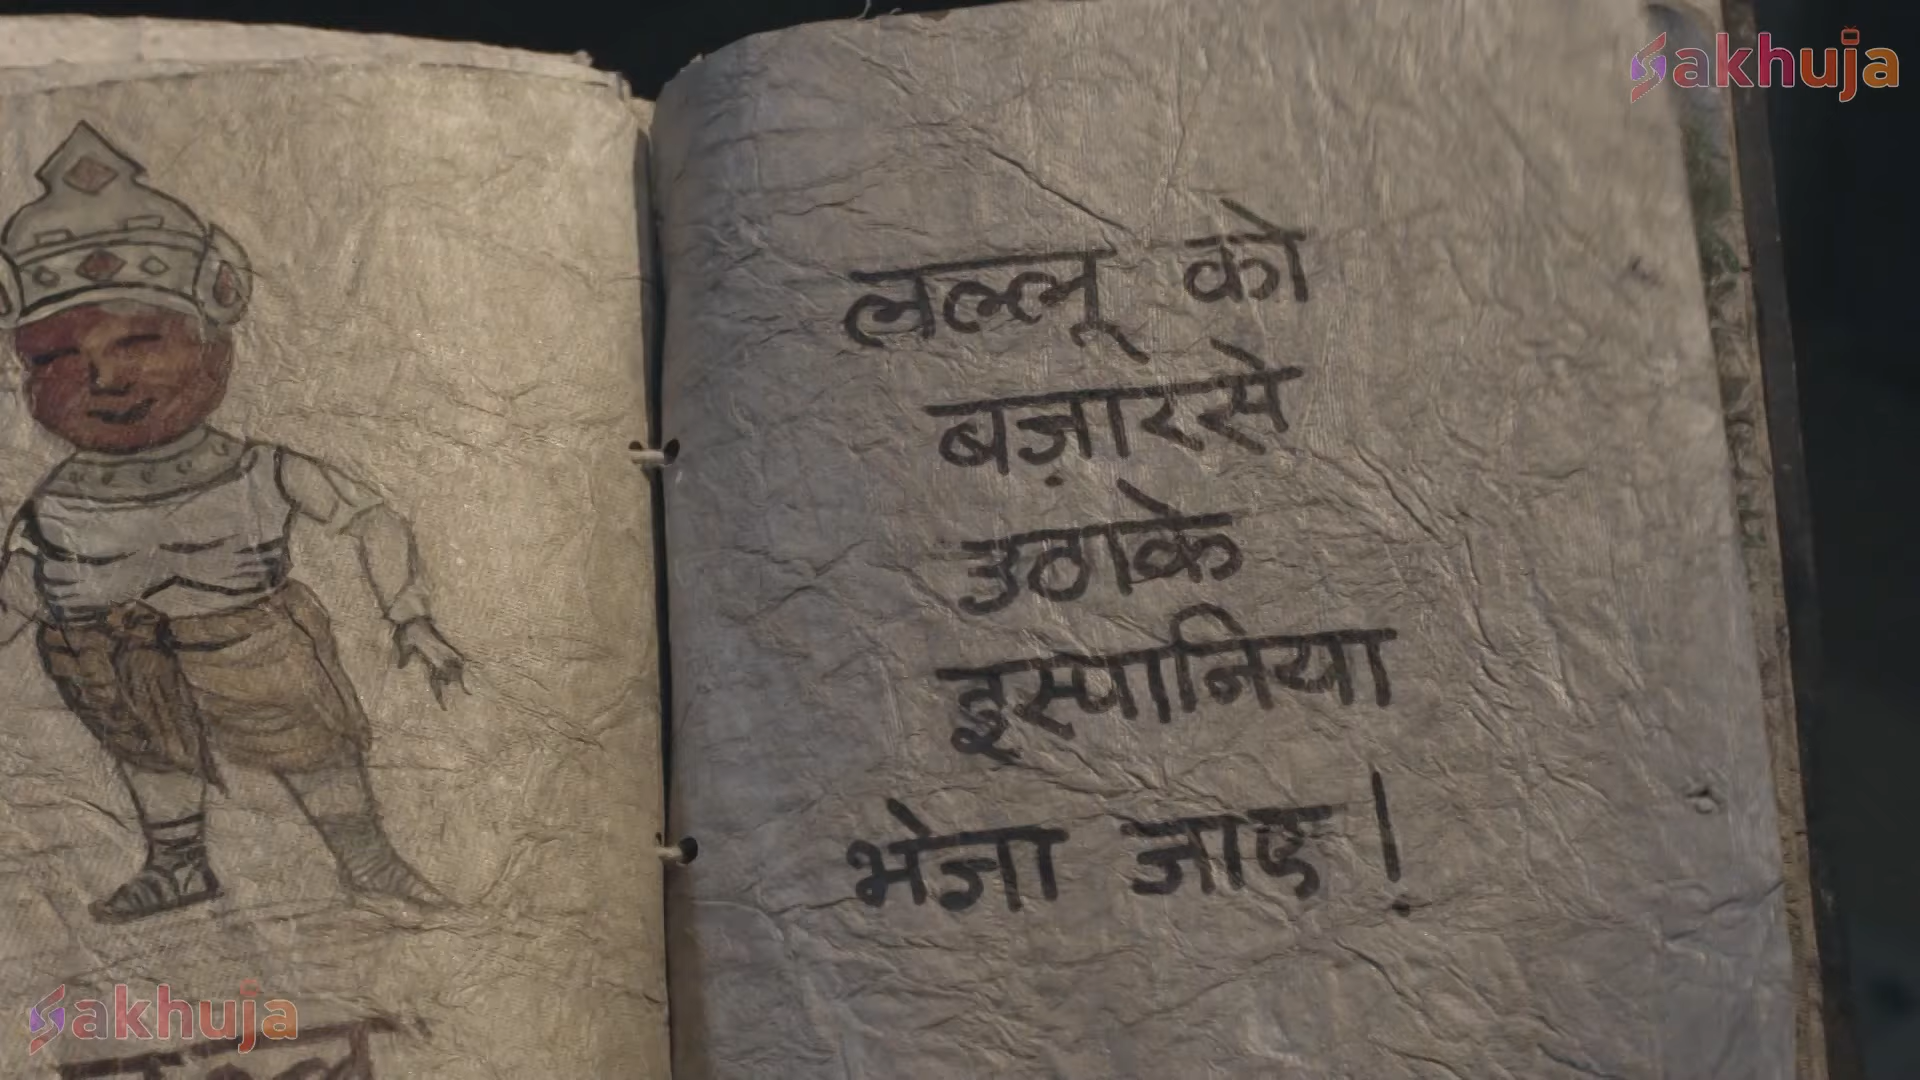 Sakhuja
लल्लू को
बज़ारसे
उठाके
इस्पानिया
भेजा जाए!
Sakhuja